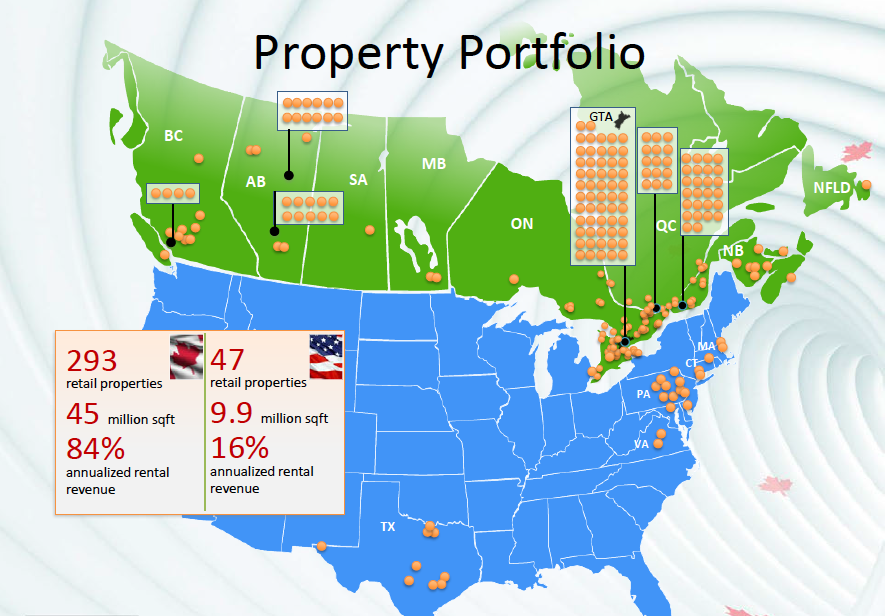 Property Portfolio
GTA
BC
AB
SA
MB
ON
QC
NFLD
NB
293
retail properties
45 million sqft
84%
annualized rental
revenue
47
retail properties
9.9 million sqft
16%
annualized rental
revenue
MA
CT
PA
VA
TX